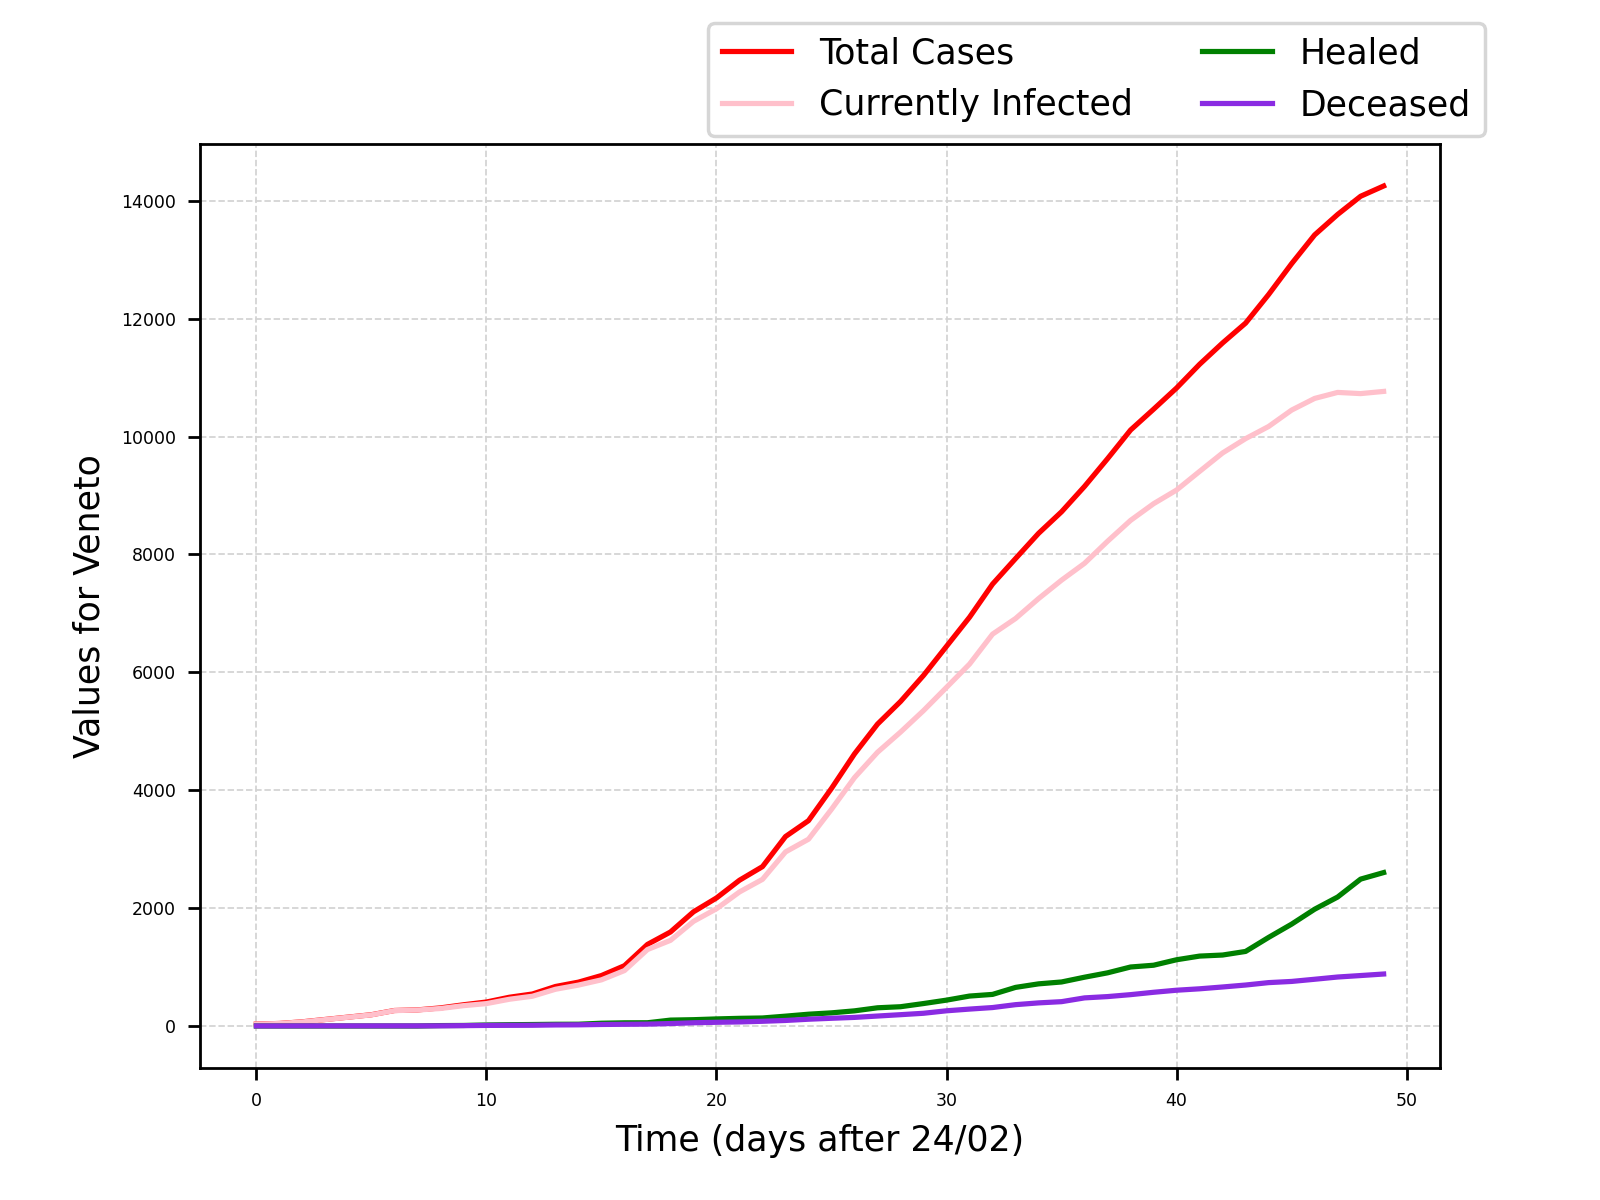 Total Cases
Currently Infected
Healed
Deceased
14000
12000
10000
8000
6000
4000
2000
0
Values for Veneto
0 10 20 30 40 50
Time (days after 24/02)